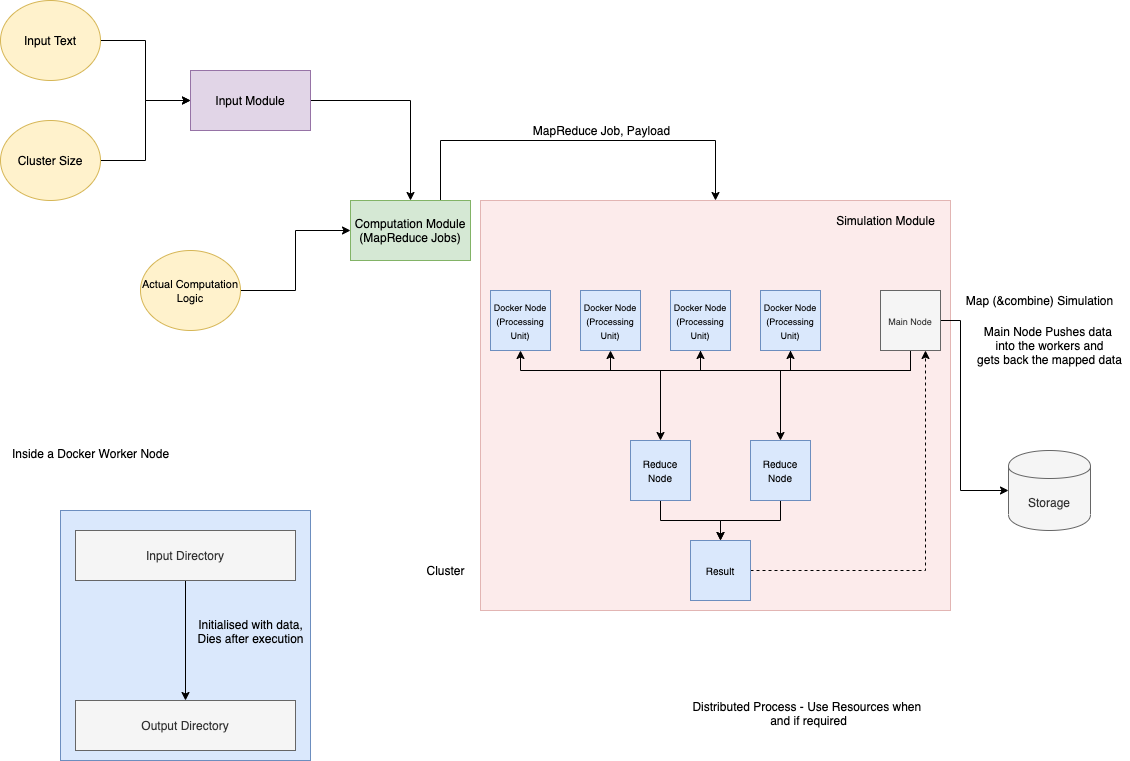 Input Text
Cluster Size
Input Module
MapReduce Job, Payload
Computation Module
(MapReduce Jobs)
Actual Computation
Logic
Simulation Module
Docker Node
(Processing
Unit)
Docker Node
(Processing
Unit)
Docker Node
(Processing
Unit)
Docker Node
(Processing
Unit)
Main Node
Map (&combine) Simulation
Main Node Pushes data
into the workers and
gets back the mapped data
Reduce
Node
Reduce
Node
Storage
Result
Cluster
Inside a Docker Worker Node
Input Directory
Initialised with data,
Dies after execution
Output Directory
Distributed Process - Use Resources when
and if required